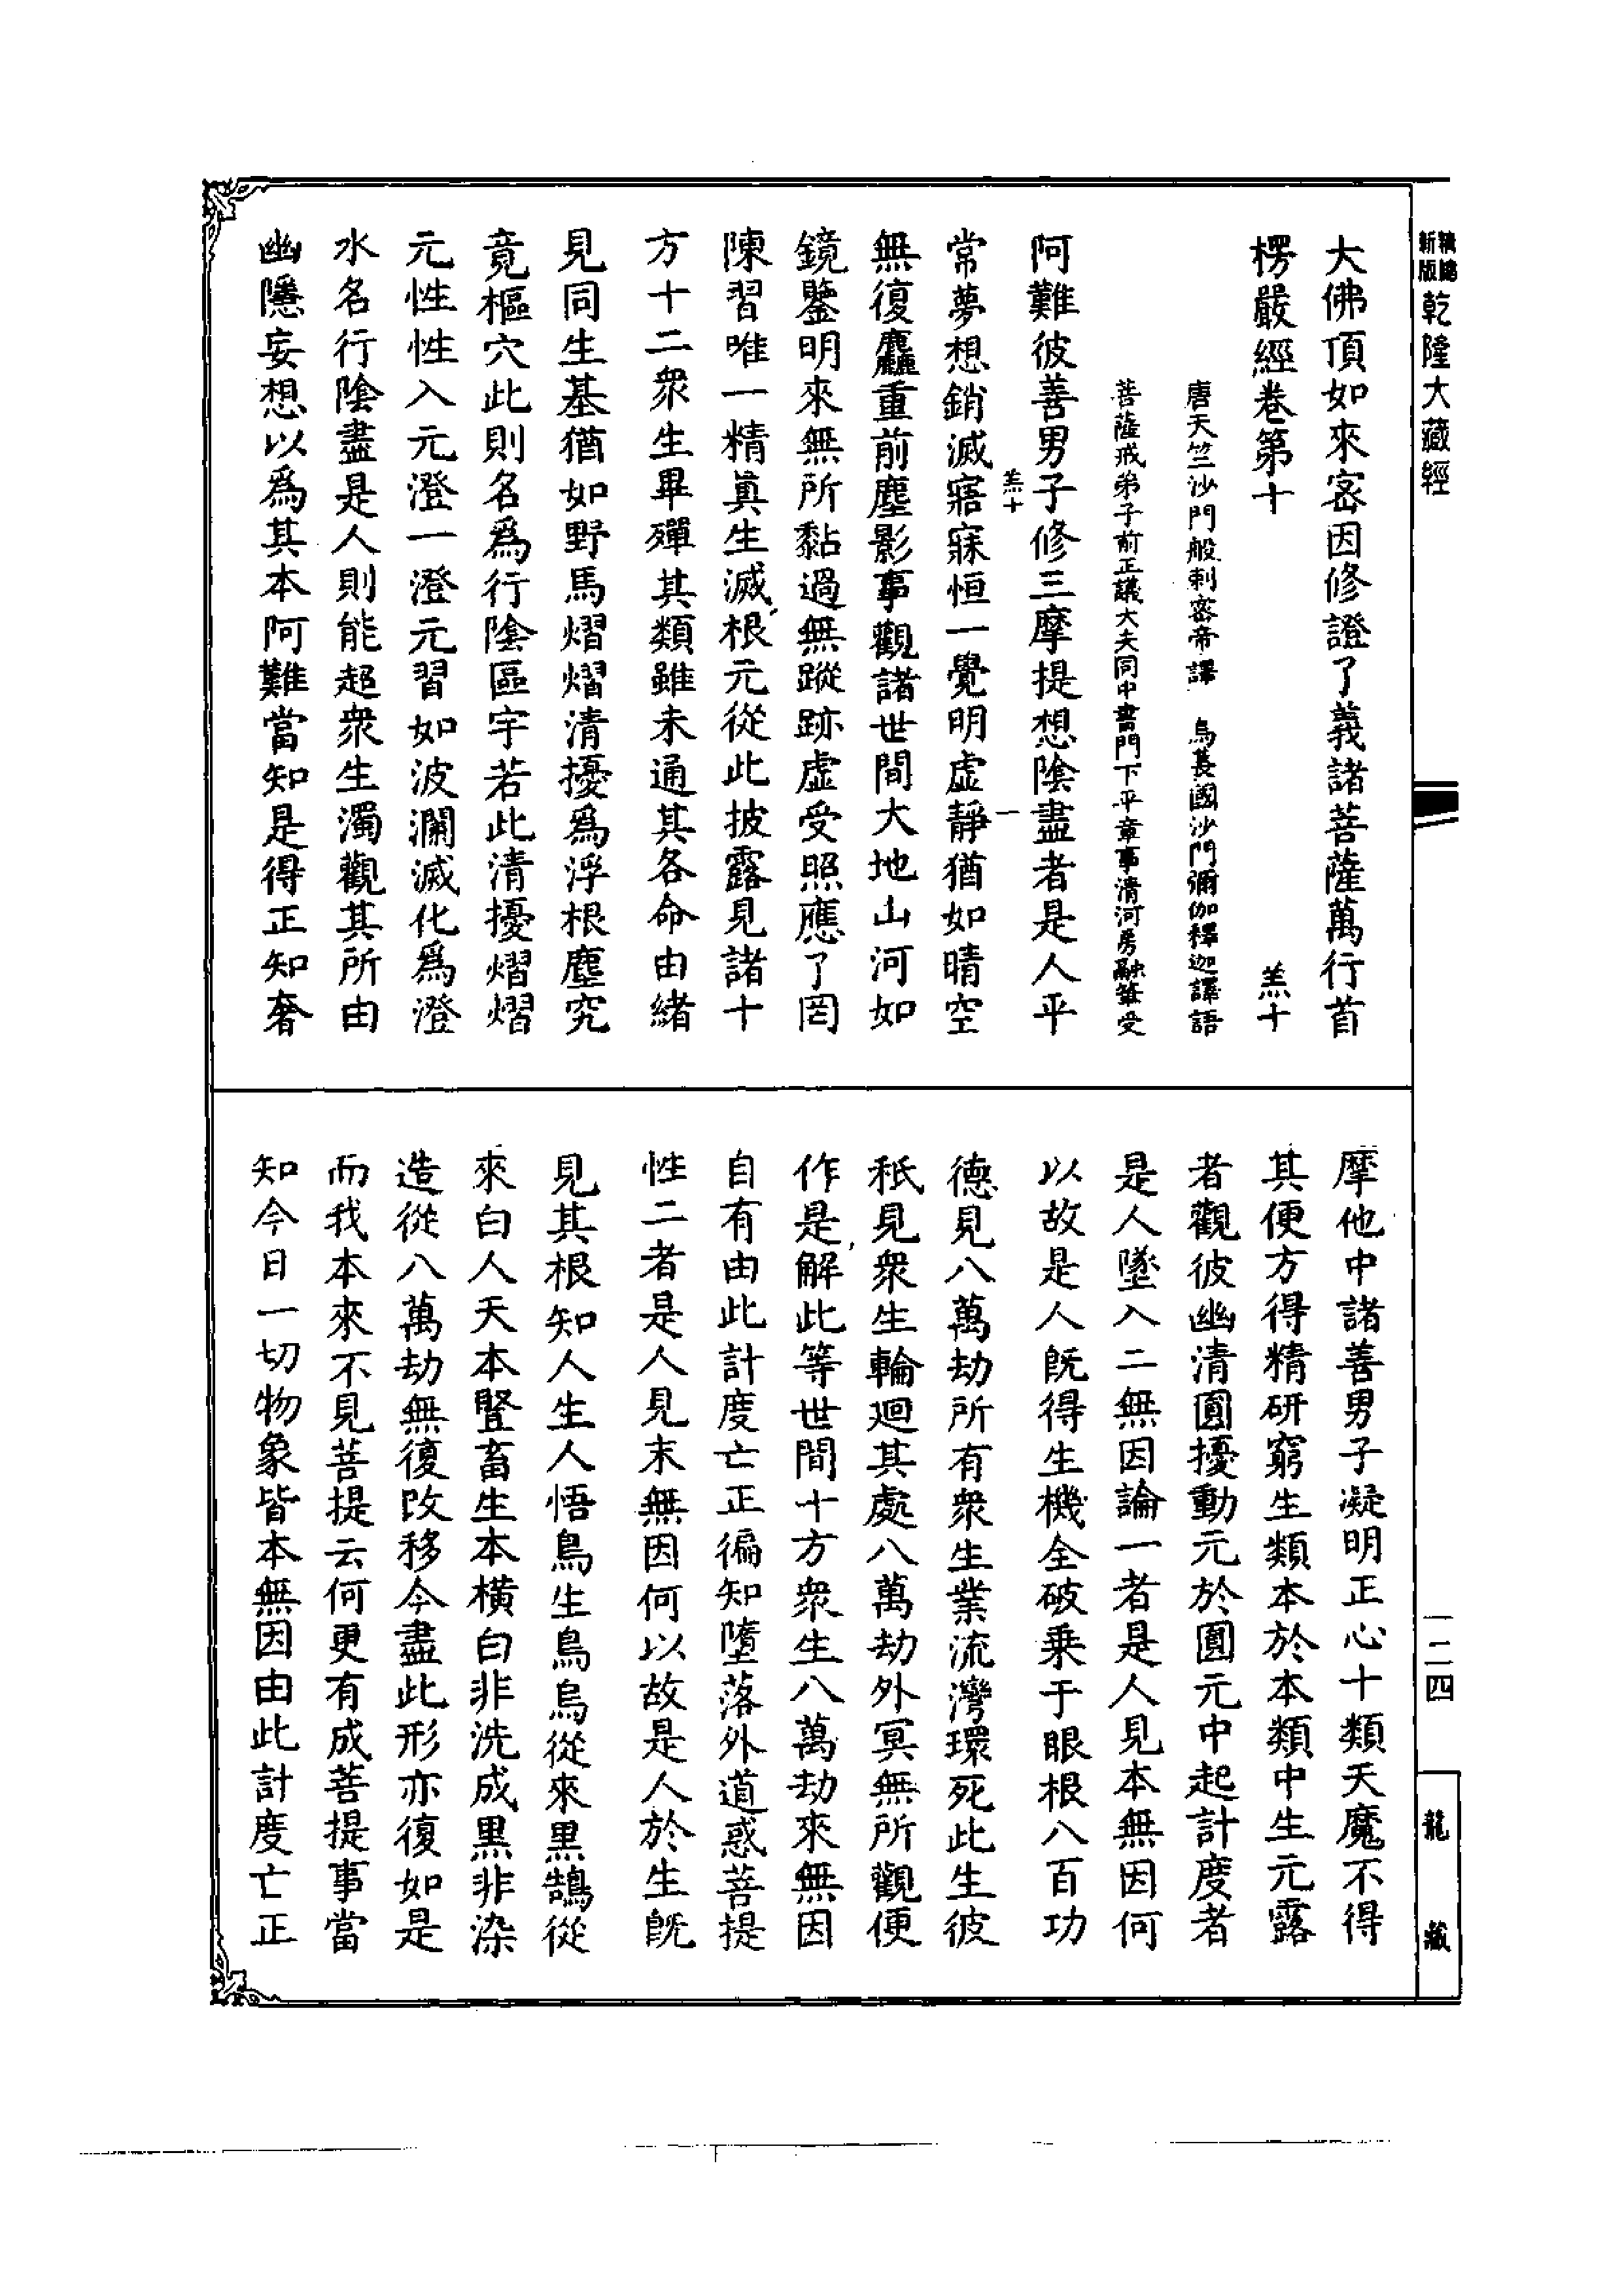 大佛頂如來密因修證了義諸菩薩萬行首
楞嚴經卷第十　羔十
唐天竺沙門般剌密帝譯　烏萇國沙門彌伽釋迦譯語
菩薩戒弟子前正議大夫同中書門下平章事清河房融筆受
阿難彼善男子修三摩提想陰盡者是人平
羔十　一
常夢想銷滅寤寐恒一覺明虛靜猶如晴空
無復麤重前塵影事觀諸世間大地山河如
鏡鑒明來無所黏過無蹤跡虛受照應了罔
陳習唯一精眞生滅根元從此披露見諸十
方十二眾生畢殫其類雖未通其各命由緒
見同生基猶如野馬熠熠清擾爲浮根塵究
竟樞穴此則名爲行陰區宇若此清擾熠熠
元性性入元澄一澄元習如波瀾滅化爲澄
水名行陰盡是人則能超眾生濁觀其所由
幽隱妄想以爲其本阿難當知是得正知奢
摩他中諸善男子凝明正心十類天魔不得
其便方得精研窮生類本於本類中生元露
者觀彼幽清圓擾動元於圓元中起計度者
是人墜入二無因論一者是人見本無因何
以故是人旣得生機全破乘于眼根八百功
德見八萬劫所有眾生業流灣環死此生彼
秖見眾生輪迴其處八萬劫外冥無所觀便
作是解此等世間十方眾生八萬劫來無因
自有由此計度亡正徧知墮落外道惑菩提
性二者是人見末無因何以故是人於生旣
見其根知人生人悟鳥生鳥烏從來黑鵠從
來白人天本豎畜生本橫白非洗成黑非染
造從八萬劫無復改移今盡此形亦復如是
而我本來不見菩提云何更有成菩提事當
知今日一切物象皆本無因由此計度亡正
新版
乾隆大藏經
一二四
龍藏